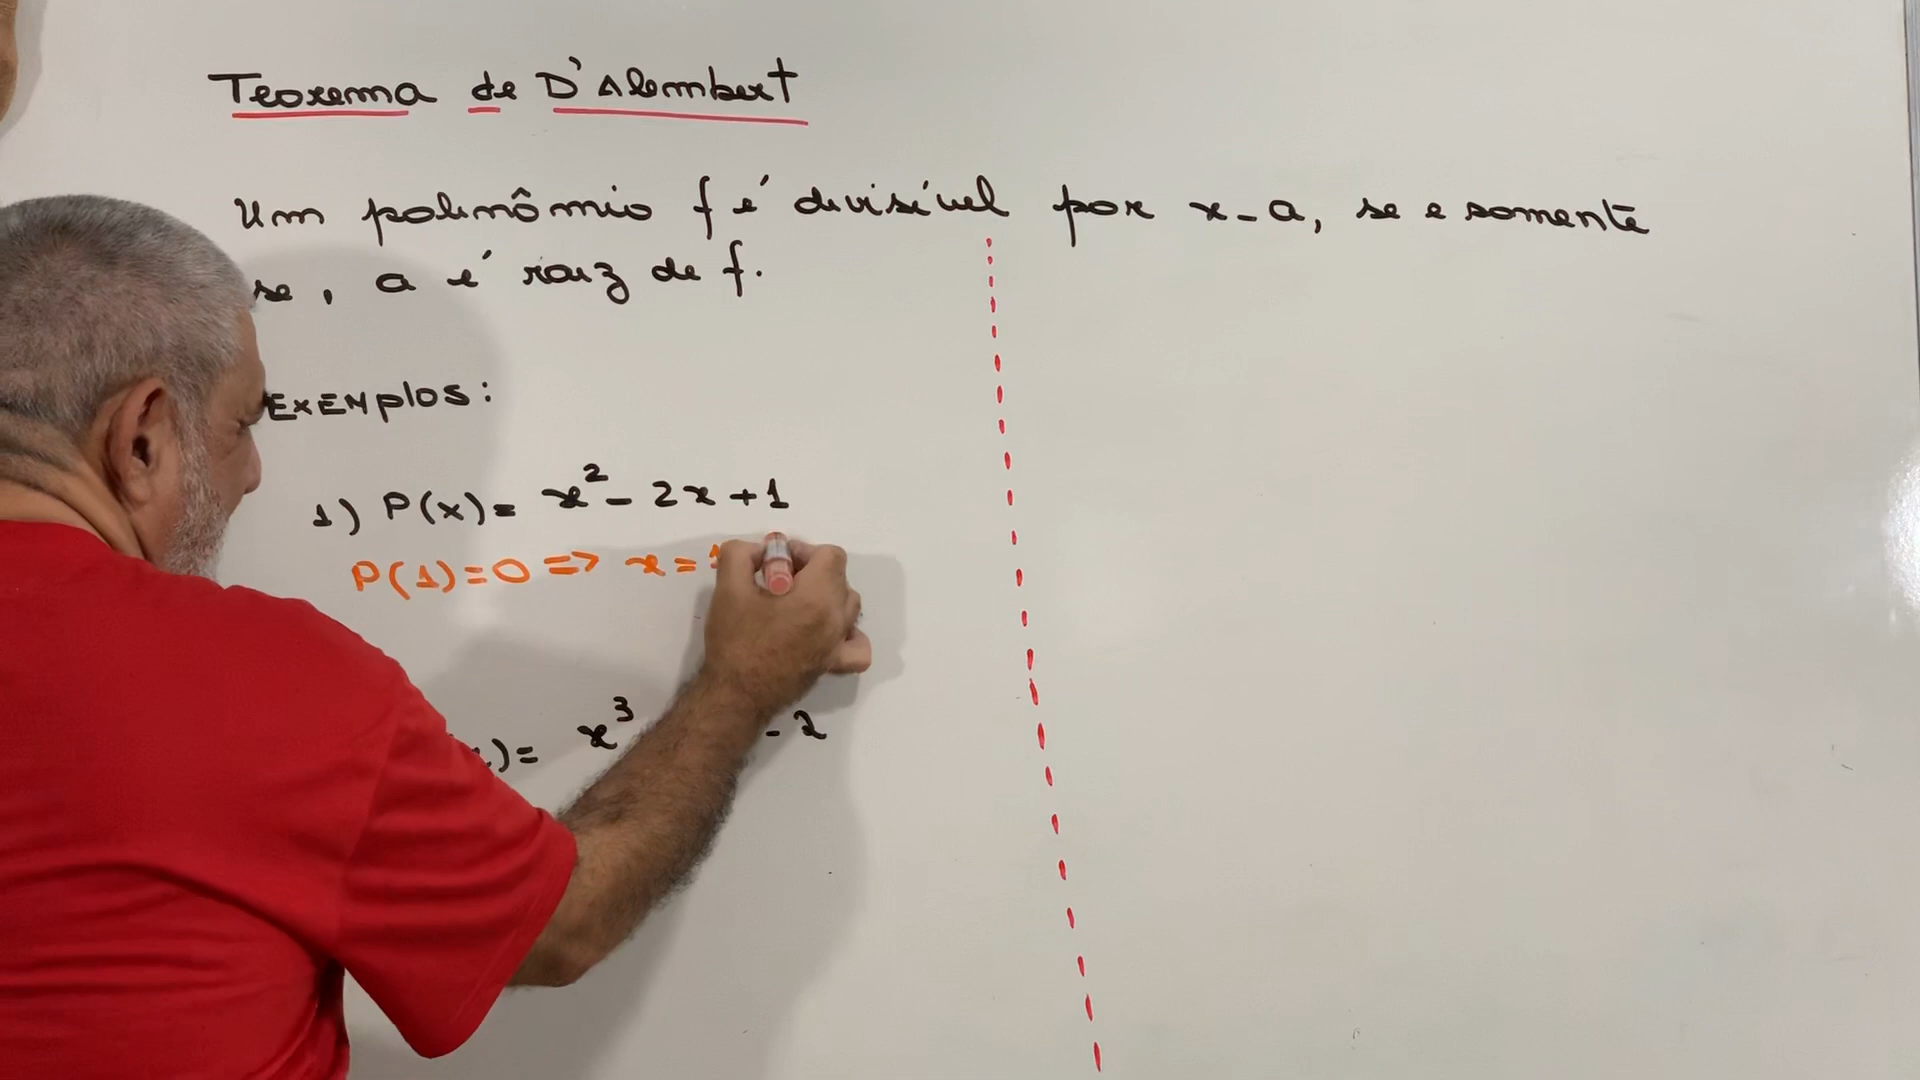 Teorema de D'Alembert
Um polinômio f é divisível por x - a, se e somente
se, a é raiz de f.
EXEMplos:
1) P(x) = x² - 2x + 1
P(1) = 0 => x = 1
)= x³ - 2